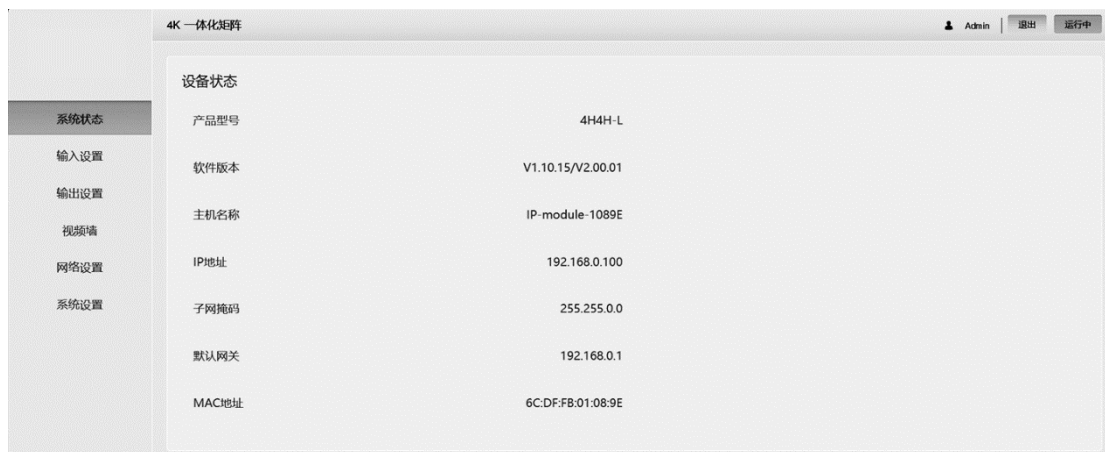 4K 一体化矩阵
Admin 退出 运行中
系统状态
输入设置
输出设置
视频墙
网络设置
系统设置
设备状态
产品型号 4H4H-L
软件版本 V1.10.15/V2.00.01
主机名称 IP-module-1089E
IP地址 192.168.0.100
子网掩码 255.255.0.0
默认网关 192.168.0.1
MAC地址 6C:DF:FB:01:08:9E